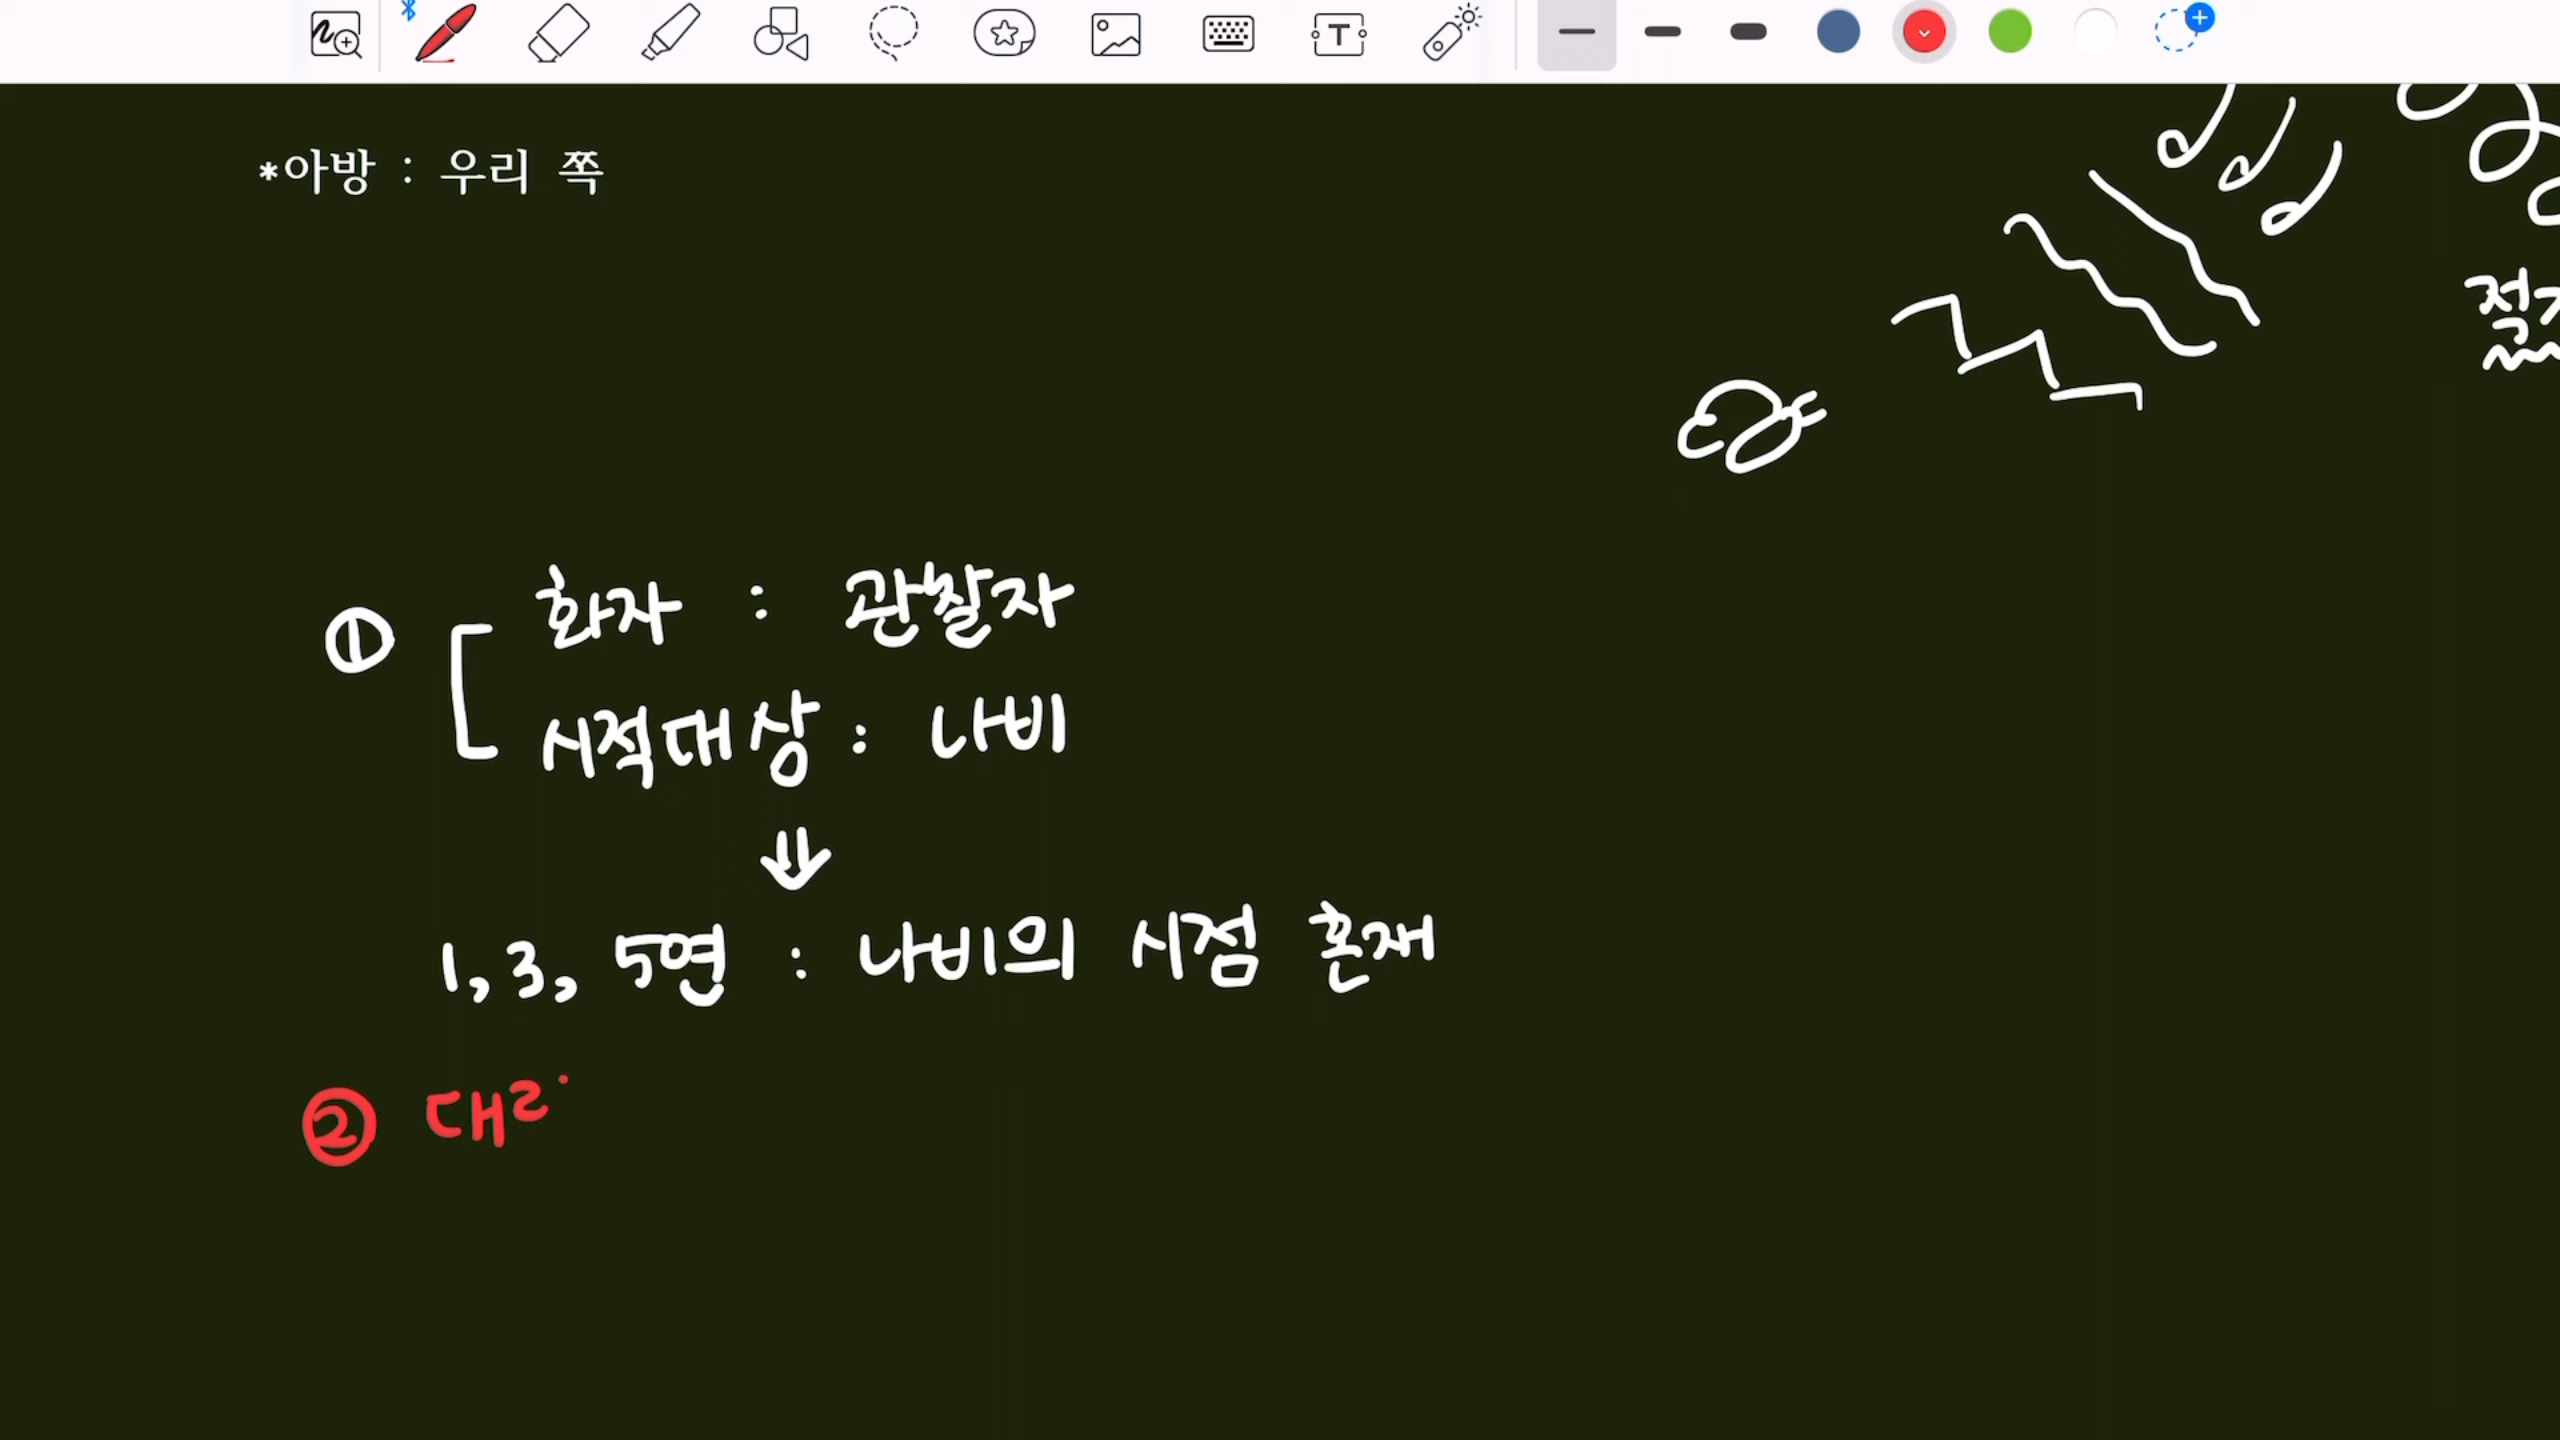 *아방 : 우리 쪽
① 화자 : 관찰자
시적대상 : 나비
↓
1, 3, 5연 : 나비의 시점 혼재
② 대ㄹ